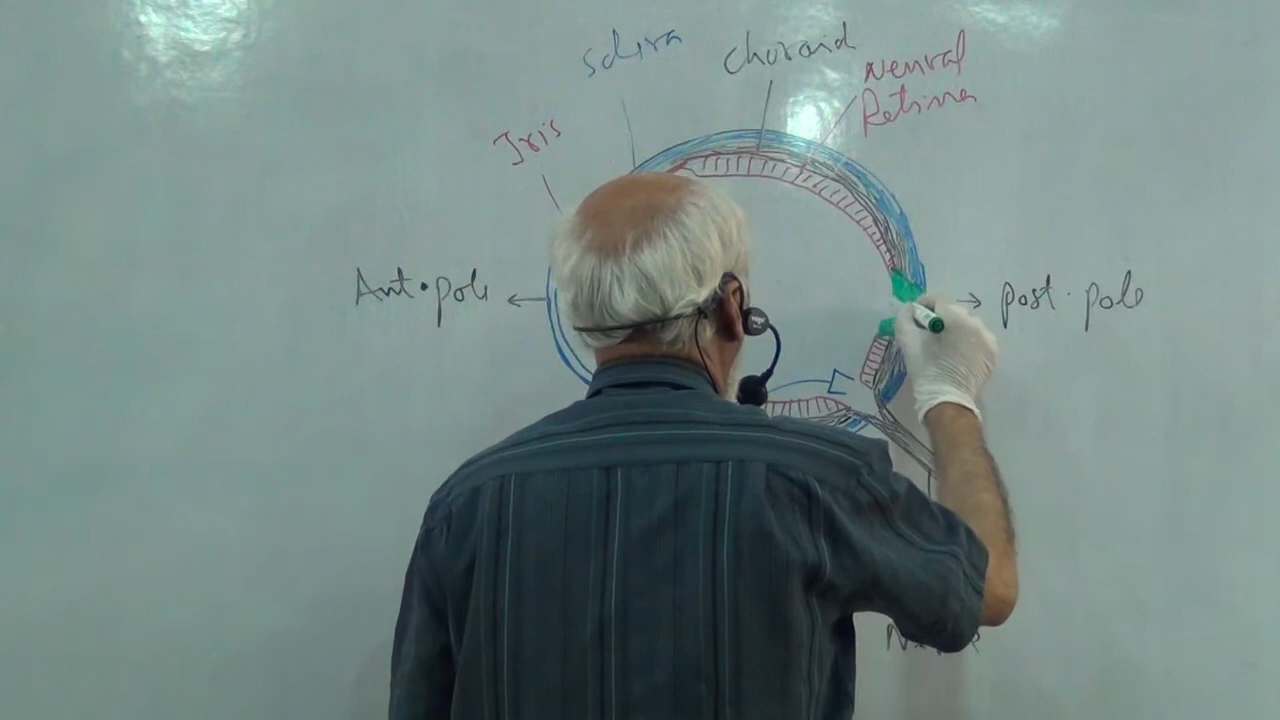 sclera
choroid
Neural
Retina
Iris
Ant. pole
post. pole